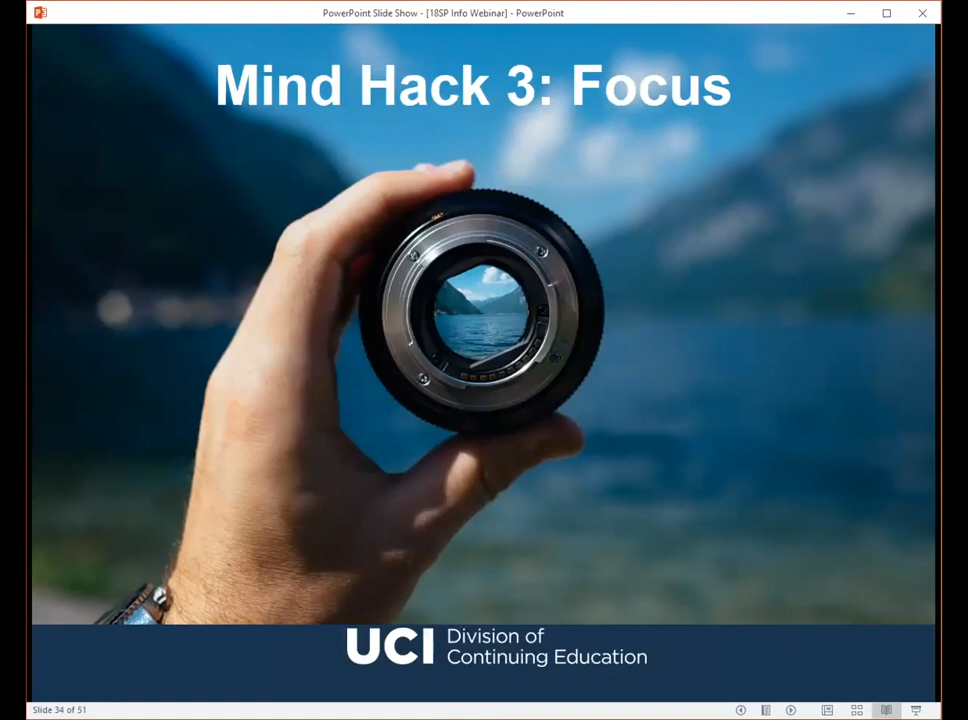 PowerPoint Slide Show - [18SP Info Webinar] - PowerPoint
Mind Hack 3: Focus
UCI Division of
Continuing Education
Slide 34 of 51